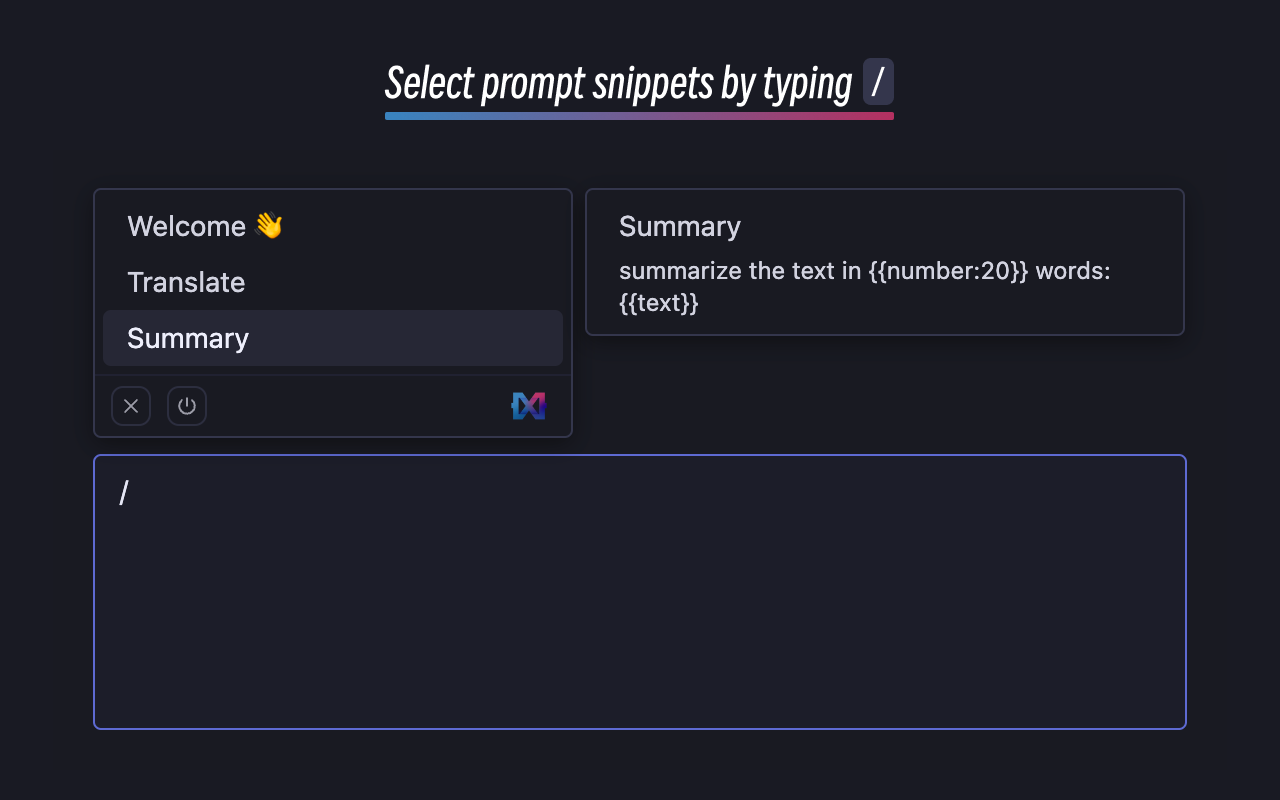 Select prompt snippets by typing /
Welcome 👋
Translate
Summary
Summary
summarize the text in {{number:20}} words:
{{text}}
/